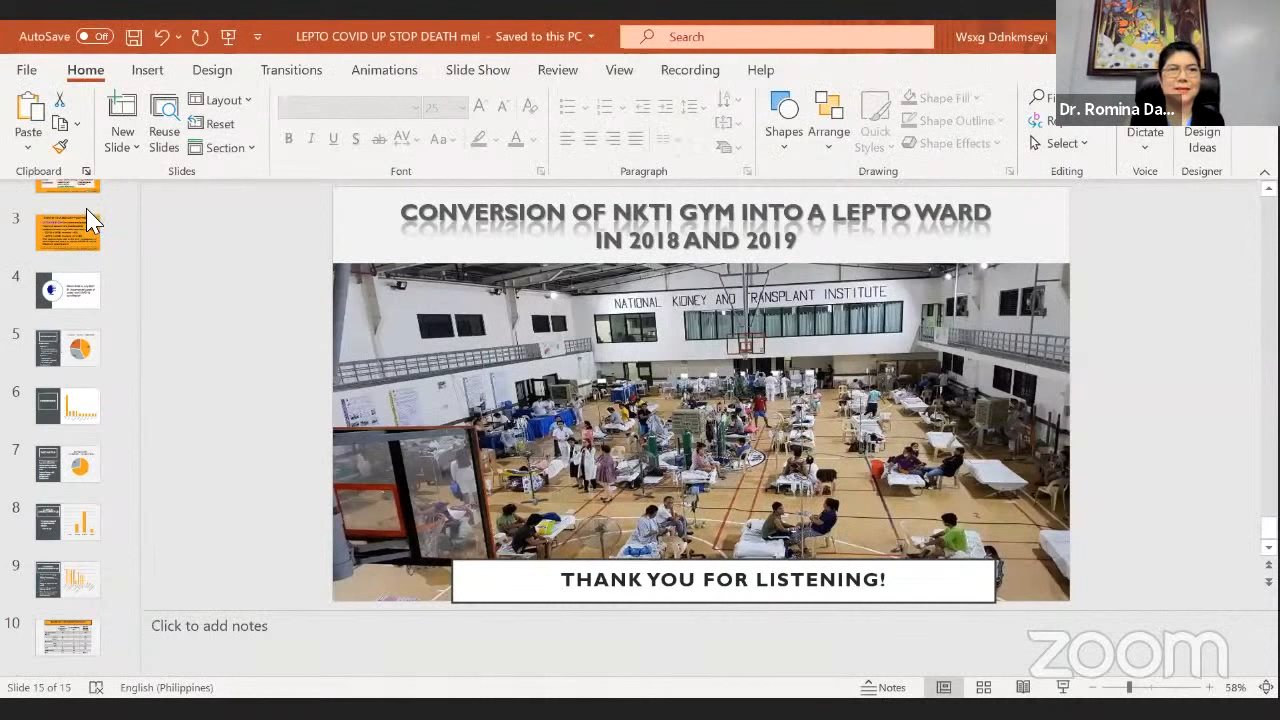 AutoSave Off LEPTO COVID UP STOP DEATH mel - Saved to this PC Search Wsxg Ddnkmseyi
File Home Insert Design Transitions Animations Slide Show Review View Recording Help
Dr. Romina Da...
Paste
Clipboard
New Slide
Reuse Slides
Layout
Reset
Section
Slides
25
B I U S ab AV Aa A
Font
Paragraph
Shapes
Arrange
Quick Styles
Shape Fill
Shape Outline
Shape Effects
Drawing
Select
Editing
Dictate
Voice
Design Ideas
Designer
3
4
5
6
7
8
9
10
CONVERSION OF NKTI GYM INTO A LEPTO WARD
IN 2018 AND 2019
NATIONAL KIDNEY AND TRANSPLANT INSTITUTE
THANK YOU FOR LISTENING!
Click to add notes
zoom
Slide 15 of 15 English (Philippines) Notes 58%